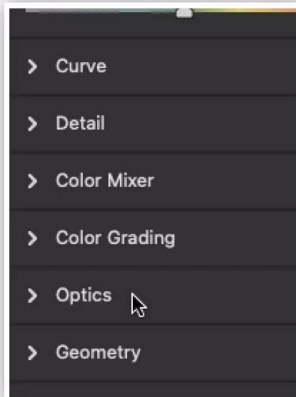 Curve
Detail
Color Mixer
Color Grading
Optics
Geometry